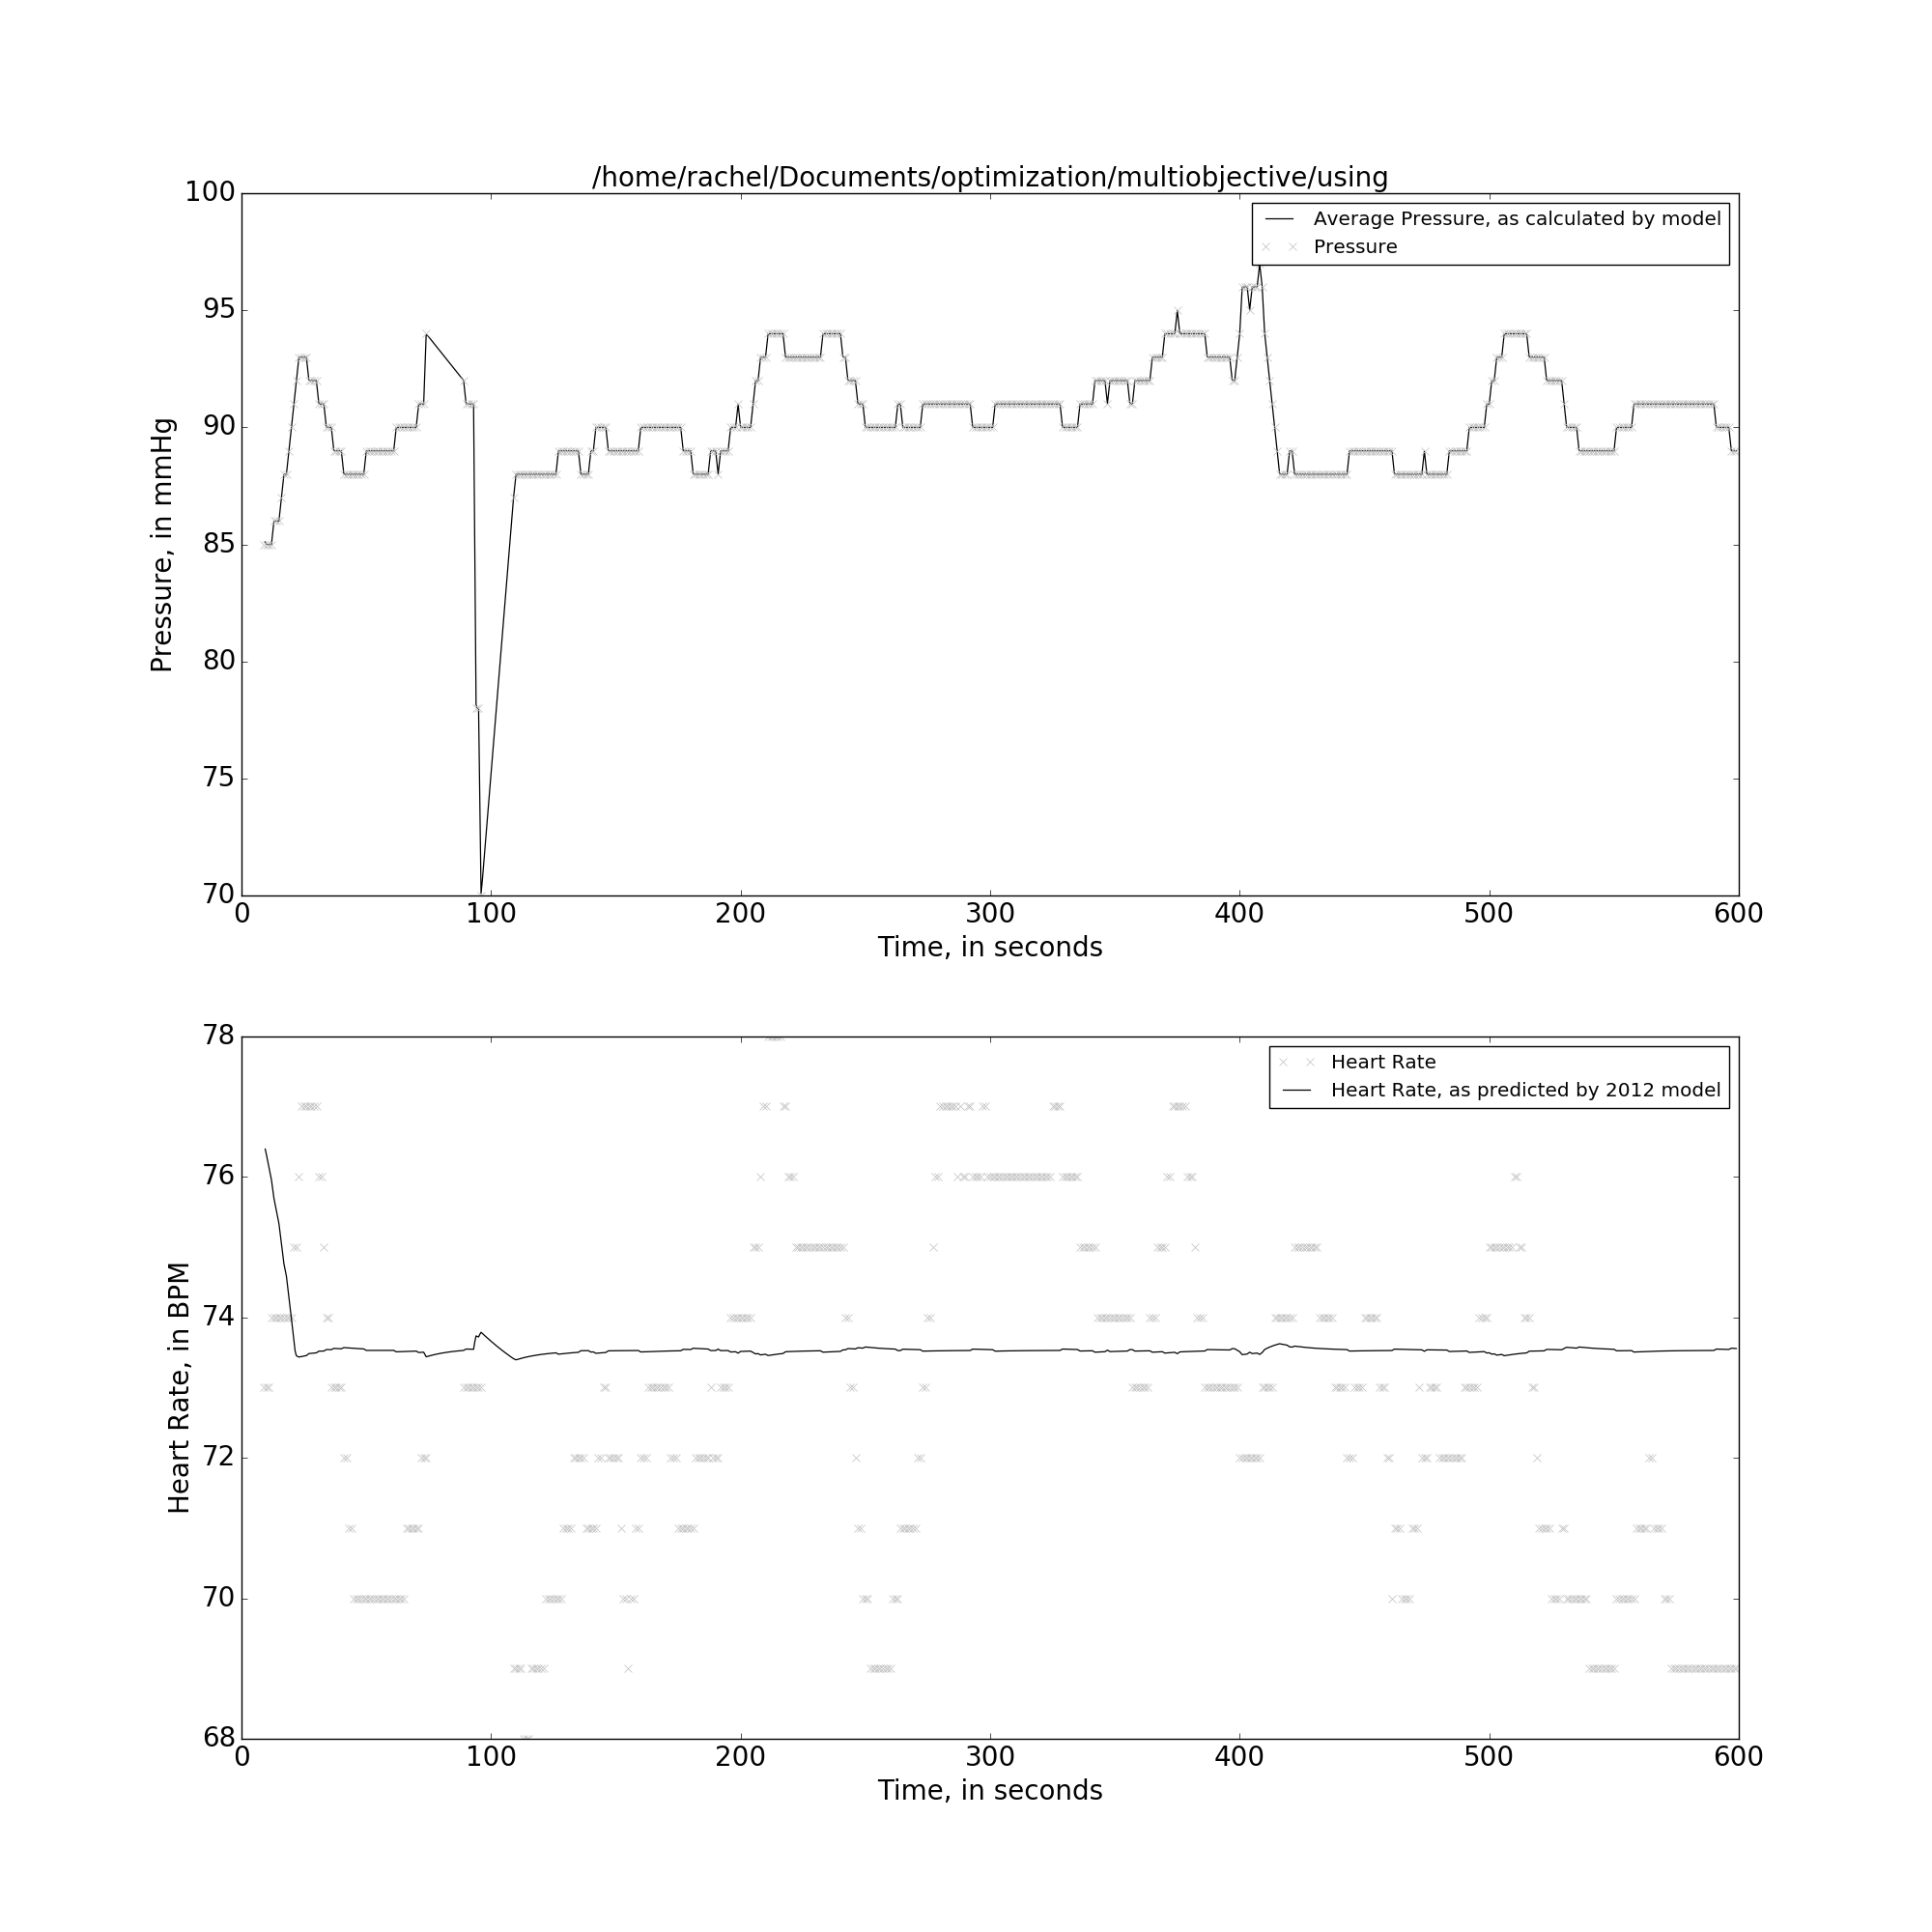 /home/rachel/Documents/optimization/multiobjective/using
100
95
90
85
80
75
70
Pressure, in mmHg
Average Pressure, as calculated by model
Pressure
0 100 200 300 400 500 600
Time, in seconds
78
76
74
72
70
68
Heart Rate, in BPM
Heart Rate
Heart Rate, as predicted by 2012 model
0 100 200 300 400 500 600
Time, in seconds